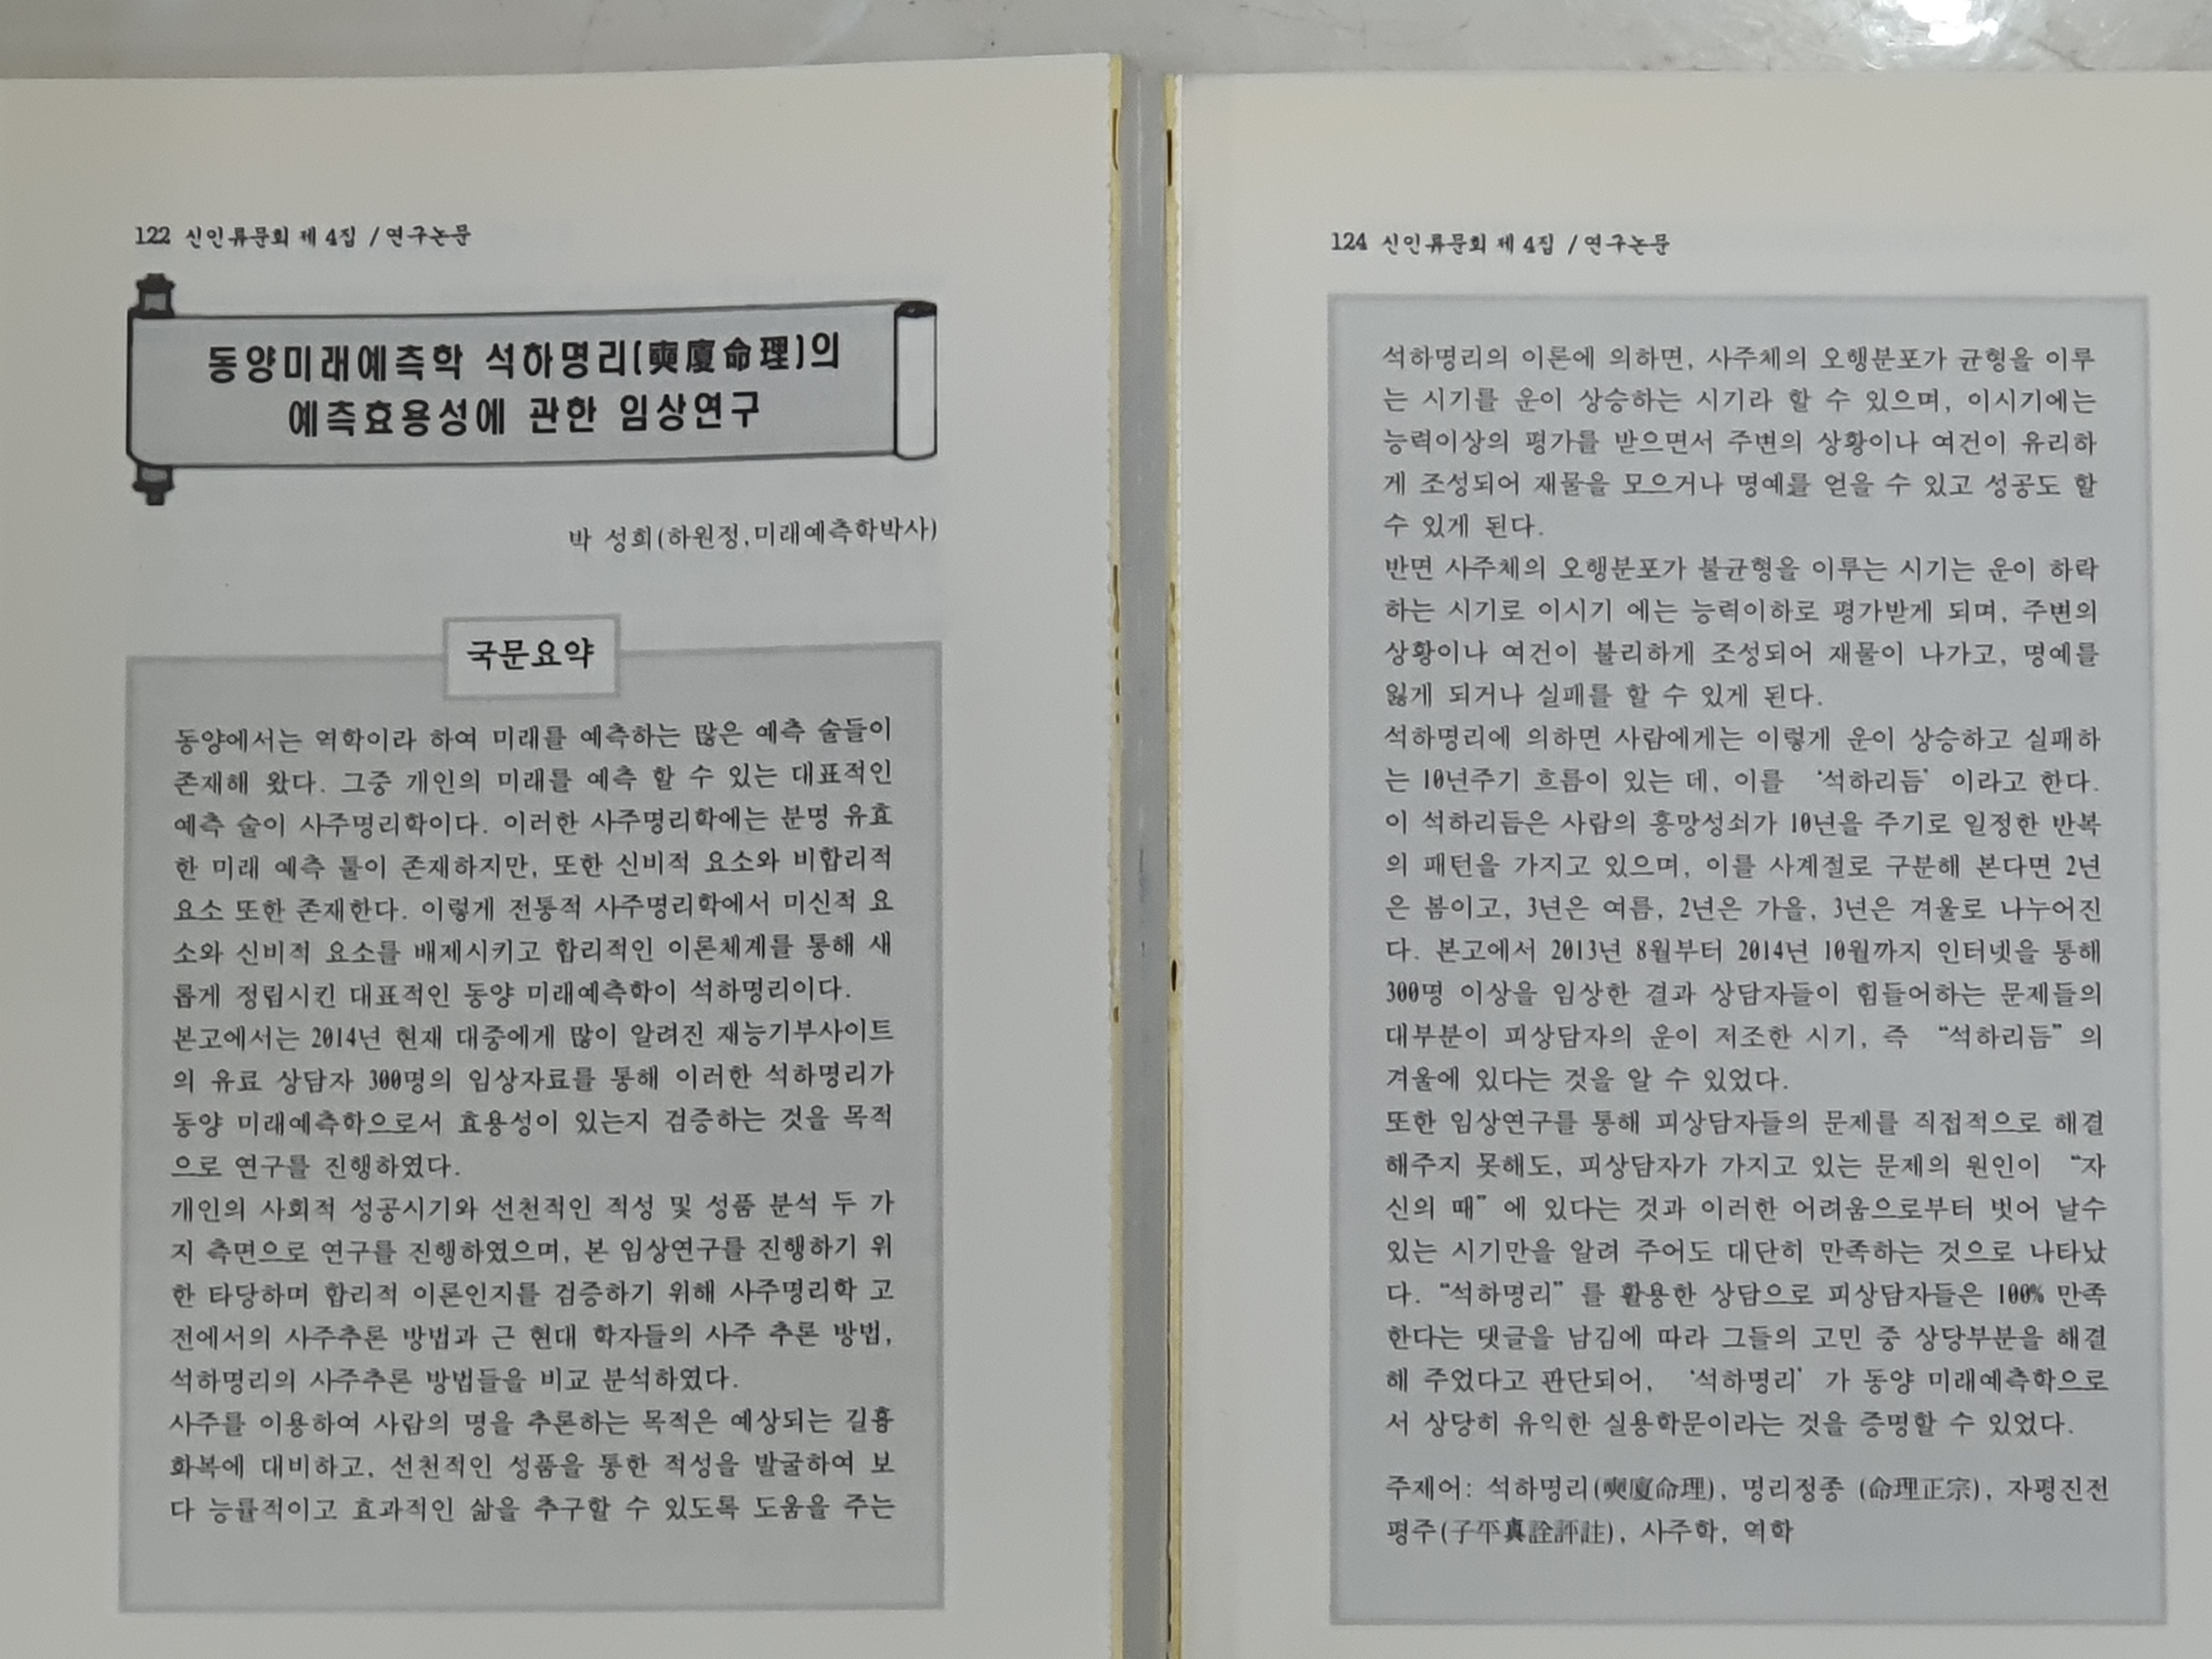 122 신인류문회 제 4집 / 연구논문
동양미래예측학 석하명리(奭廈命理)의
예측효용성에 관한 임상연구
박 성희(하원정,미래예측학박사)
국문요약
동양에서는 역학이라 하여 미래를 예측하는 많은 예측 술들이
존재해 왔다. 그중 개인의 미래를 예측 할 수 있는 대표적인
예측 술이 사주명리학이다. 이러한 사주명리학에는 분명 유효
한 미래 예측 툴이 존재하지만, 또한 신비적 요소와 비합리적
요소 또한 존재한다. 이렇게 전통적 사주명리학에서 미신적 요
소와 신비적 요소를 배제시키고 합리적인 이론체계를 통해 새
롭게 정립시킨 대표적인 동양 미래예측학이 석하명리이다.
본고에서는 2014년 현재 대중에게 많이 알려진 재능기부사이트
의 유료 상담자 300명의 임상자료를 통해 이러한 석하명리가
동양 미래예측학으로서 효용성이 있는지 검증하는 것을 목적
으로 연구를 진행하였다.
개인의 사회적 성공시기와 선천적인 적성 및 성품 분석 두 가
지 측면으로 연구를 진행하였으며, 본 임상연구를 진행하기 위
한 타당하며 합리적 이론인지를 검증하기 위해 사주명리학 고
전에서의 사주추론 방법과 근 현대 학자들의 사주 추론 방법,
석하명리의 사주추론 방법들을 비교 분석하였다.
사주를 이용하여 사람의 명을 추론하는 목적은 예상되는 길흉
화복에 대비하고, 선천적인 성품을 통한 적성을 발굴하여 보
다 능률적이고 효과적인 삶을 추구할 수 있도록 도움을 주는
124 신인류문회 제 4집 / 연구논문
석하명리의 이론에 의하면, 사주체의 오행분포가 균형을 이루
는 시기를 운이 상승하는 시기라 할 수 있으며, 이시기에는
능력이상의 평가를 받으면서 주변의 상황이나 여건이 유리하
게 조성되어 재물을 모으거나 명예를 얻을 수 있고 성공도 할
수 있게 된다.
반면 사주체의 오행분포가 불균형을 이루는 시기는 운이 하락
하는 시기로 이시기 에는 능력이하로 평가받게 되며, 주변의
상황이나 여건이 불리하게 조성되어 재물이 나가고, 명예를
잃게 되거나 실패를 할 수 있게 된다.
석하명리에 의하면 사람에게는 이렇게 운이 상승하고 실패하
는 10년주기 흐름이 있는 데, 이를 ‘석하리듬’ 이라고 한다.
이 석하리듬은 사람의 흥망성쇠가 10년을 주기로 일정한 반복
의 패턴을 가지고 있으며, 이를 사계절로 구분해 본다면 2년
은 봄이고, 3년은 여름, 2년은 가을, 3년은 겨울로 나누어진
다. 본고에서 2013년 8월부터 2014년 10월까지 인터넷을 통해
300명 이상을 임상한 결과 상담자들이 힘들어하는 문제들의
대부분이 피상담자의 운이 저조한 시기, 즉 “석하리듬” 의
겨울에 있다는 것을 알 수 있었다.
또한 임상연구를 통해 피상담자들의 문제를 직접적으로 해결
해주지 못해도, 피상담자가 가지고 있는 문제의 원인이 “자
신의 때” 에 있다는 것과 이러한 어려움으로부터 벗어 날수
있는 시기만을 알려 주어도 대단히 만족하는 것으로 나타났
다. “석하명리” 를 활용한 상담으로 피상담자들은 100% 만족
한다는 댓글을 남김에 따라 그들의 고민 중 상당부분을 해결
해 주었다고 판단되어, ‘석하명리’ 가 동양 미래예측학으로
서 상당히 유익한 실용학문이라는 것을 증명할 수 있었다.
주제어: 석하명리(奭廈命理), 명리정종 (命理正宗), 자평진전
평주(子平真詮評註), 사주학, 역학